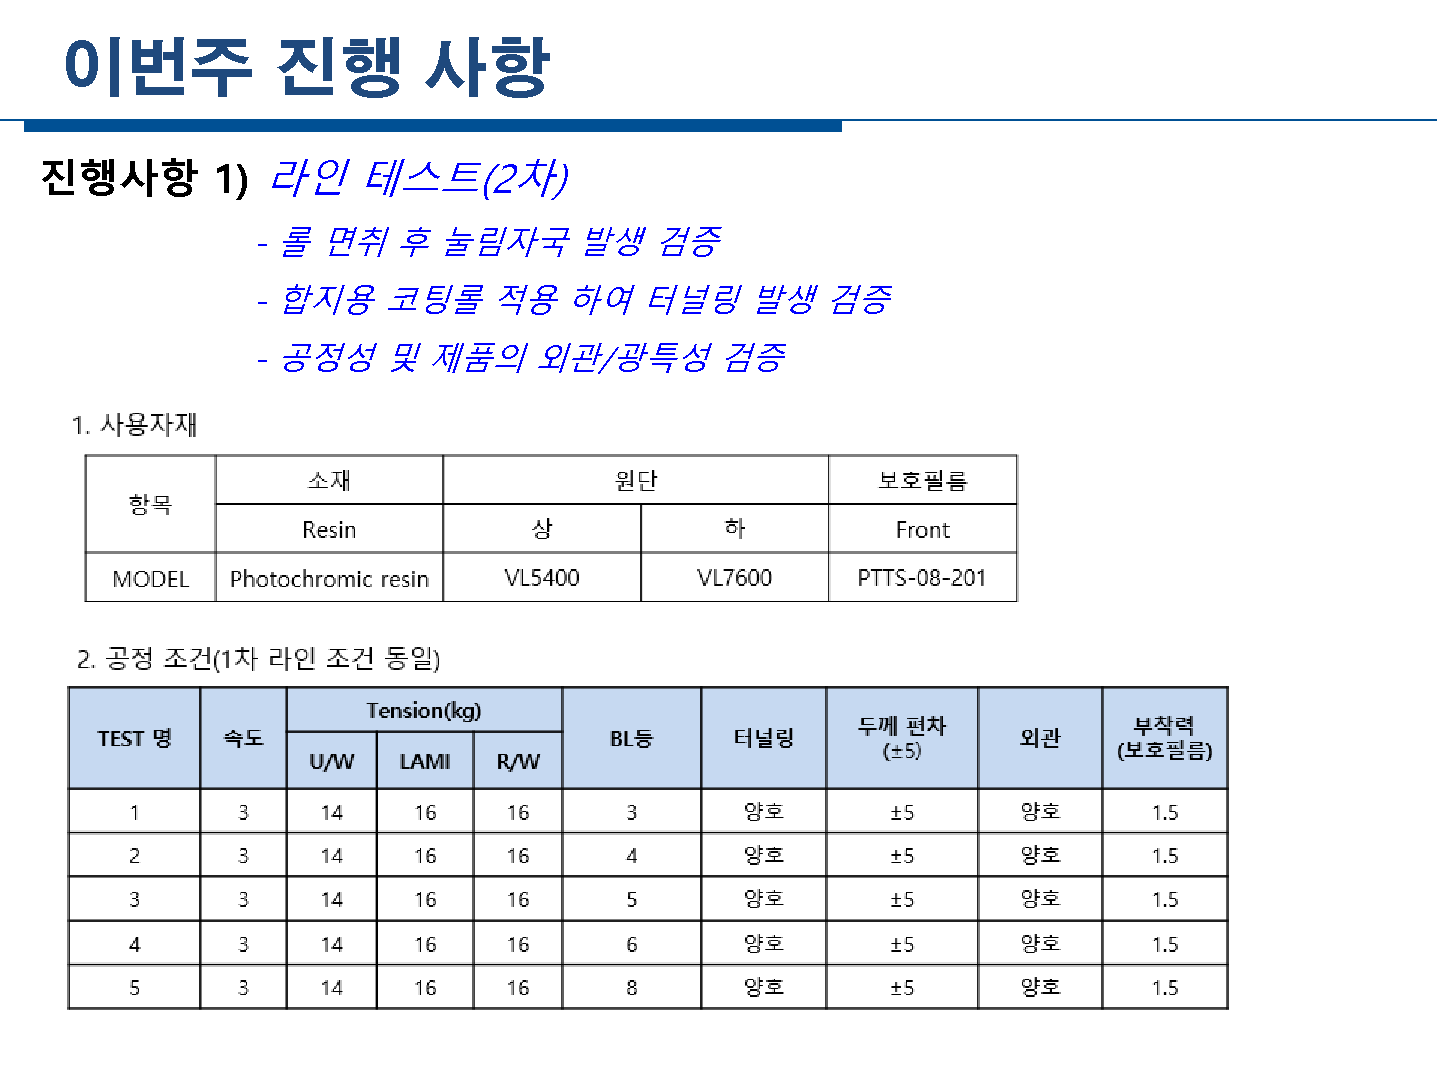 이번주 진행 사항
진행사항 1) 라인 테스트(2차)
- 롤 면취 후 눌림자국 발생 검증
- 합지용 코팅롤 적용 하여 터널링 발생 검증
- 공정성 및 제품의 외관/광특성 검증
1. 사용자재
항목 소재 원단 보호필름
Resin 상 하 Front
MODEL Photochromic resin VL5400 VL7600 PTTS-08-201
2. 공정 조건(1차 라인 조건 동일)
TEST 명 속도 Tension(kg) BL등 터널링 두께 편차 (±5) 외관 부착력 (보호필름)
U/W LAMI R/W
1 3 14 16 16 3 양호 ±5 양호 1.5
2 3 14 16 16 4 양호 ±5 양호 1.5
3 3 14 16 16 5 양호 ±5 양호 1.5
4 3 14 16 16 6 양호 ±5 양호 1.5
5 3 14 16 16 8 양호 ±5 양호 1.5